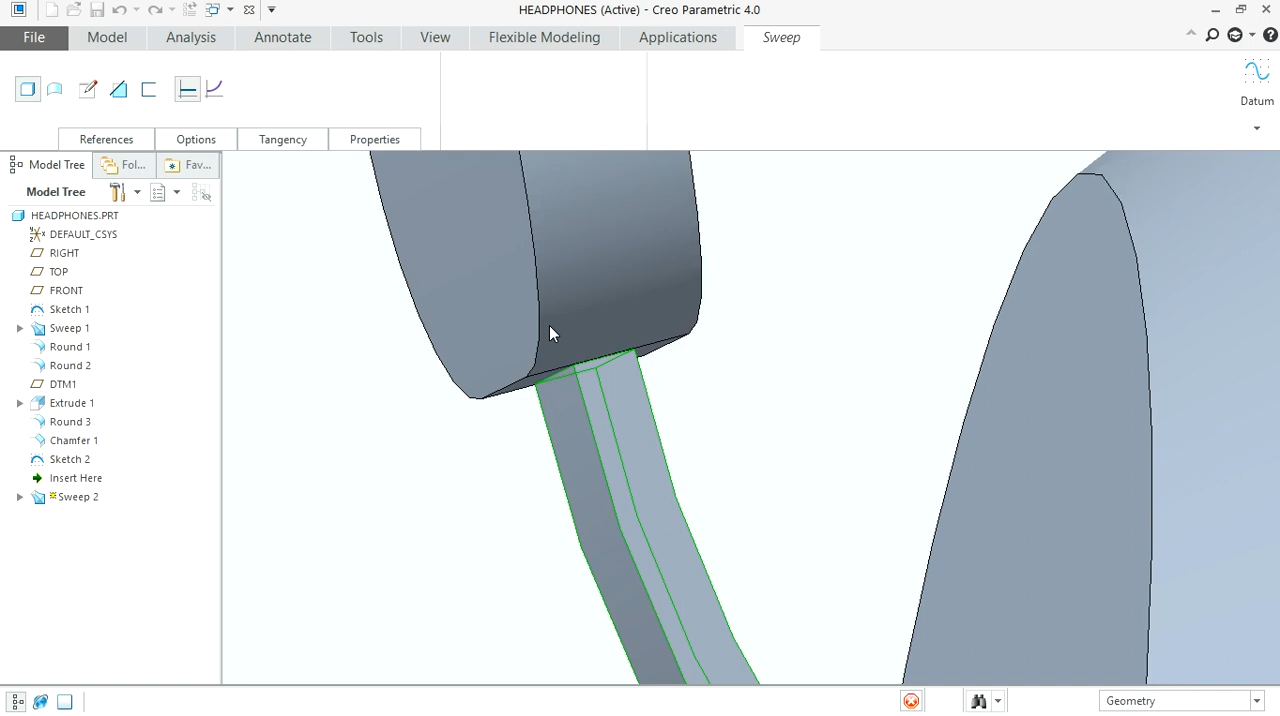 HEADPHONES (Active) - Creo Parametric 4.0
File Model Analysis Annotate Tools View Flexible Modeling Applications Sweep
Datum
References Options Tangency Properties
Model Tree Fol... Fav...
Model Tree
HEADPHONES.PRT
DEFAULT_CSYS
RIGHT
TOP
FRONT
Sketch 1
Sweep 1
Round 1
Round 2
DTM1
Extrude 1
Round 3
Chamfer 1
Sketch 2
Insert Here
Sweep 2
Geometry